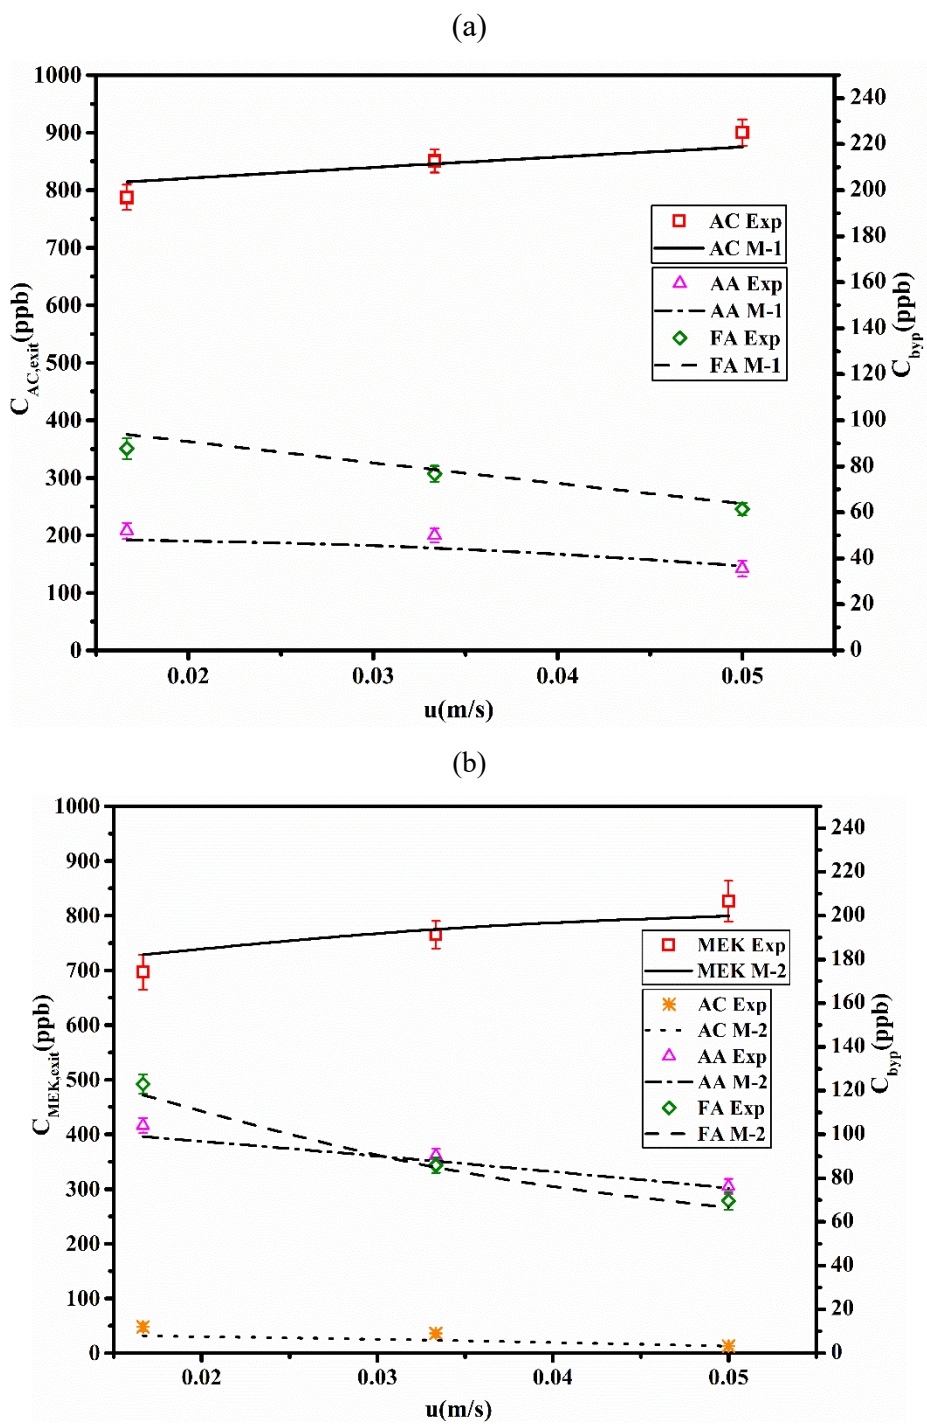 (a)
1000
900
800
700
600
500
400
300
200
100
0
C_AC,exit(ppb)
240
220
200
180
160
140
120
100
80
60
40
20
0
C_byp(ppb)
AC Exp
AC M-1
AA Exp
AA M-1
FA Exp
FA M-1
0.02 0.03 0.04 0.05
u(m/s)
(b)
1000
900
800
700
600
500
400
300
200
100
0
C_MEK,exit(ppb)
240
220
200
180
160
140
120
100
80
60
40
20
0
C_byp(ppb)
MEK Exp
MEK M-2
AC Exp
AC M-2
AA Exp
AA M-2
FA Exp
FA M-2
0.02 0.03 0.04 0.05
u(m/s)